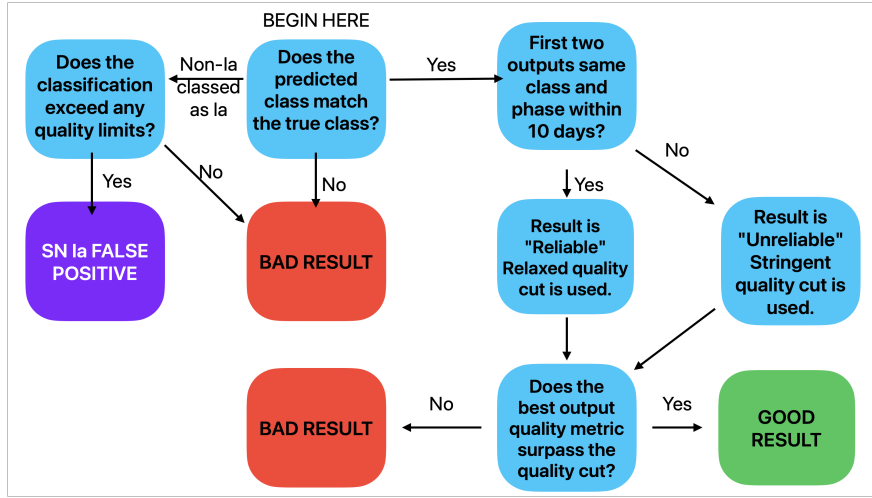 BEGIN HERE
Does the
predicted
class match
the true class?
Non-Ia
classed
as Ia
Does the
classification
exceed any
quality limits?
Yes
No
SN Ia FALSE
POSITIVE
No
BAD RESULT
Yes
First two
outputs same
class and
phase within
10 days?
Yes
No
Result is
"Reliable"
Relaxed quality
cut is used.
Result is
"Unreliable"
Stringent
quality cut is
used.
Does the
best output
quality metric
surpass the
quality cut?
No
BAD RESULT
Yes
GOOD
RESULT